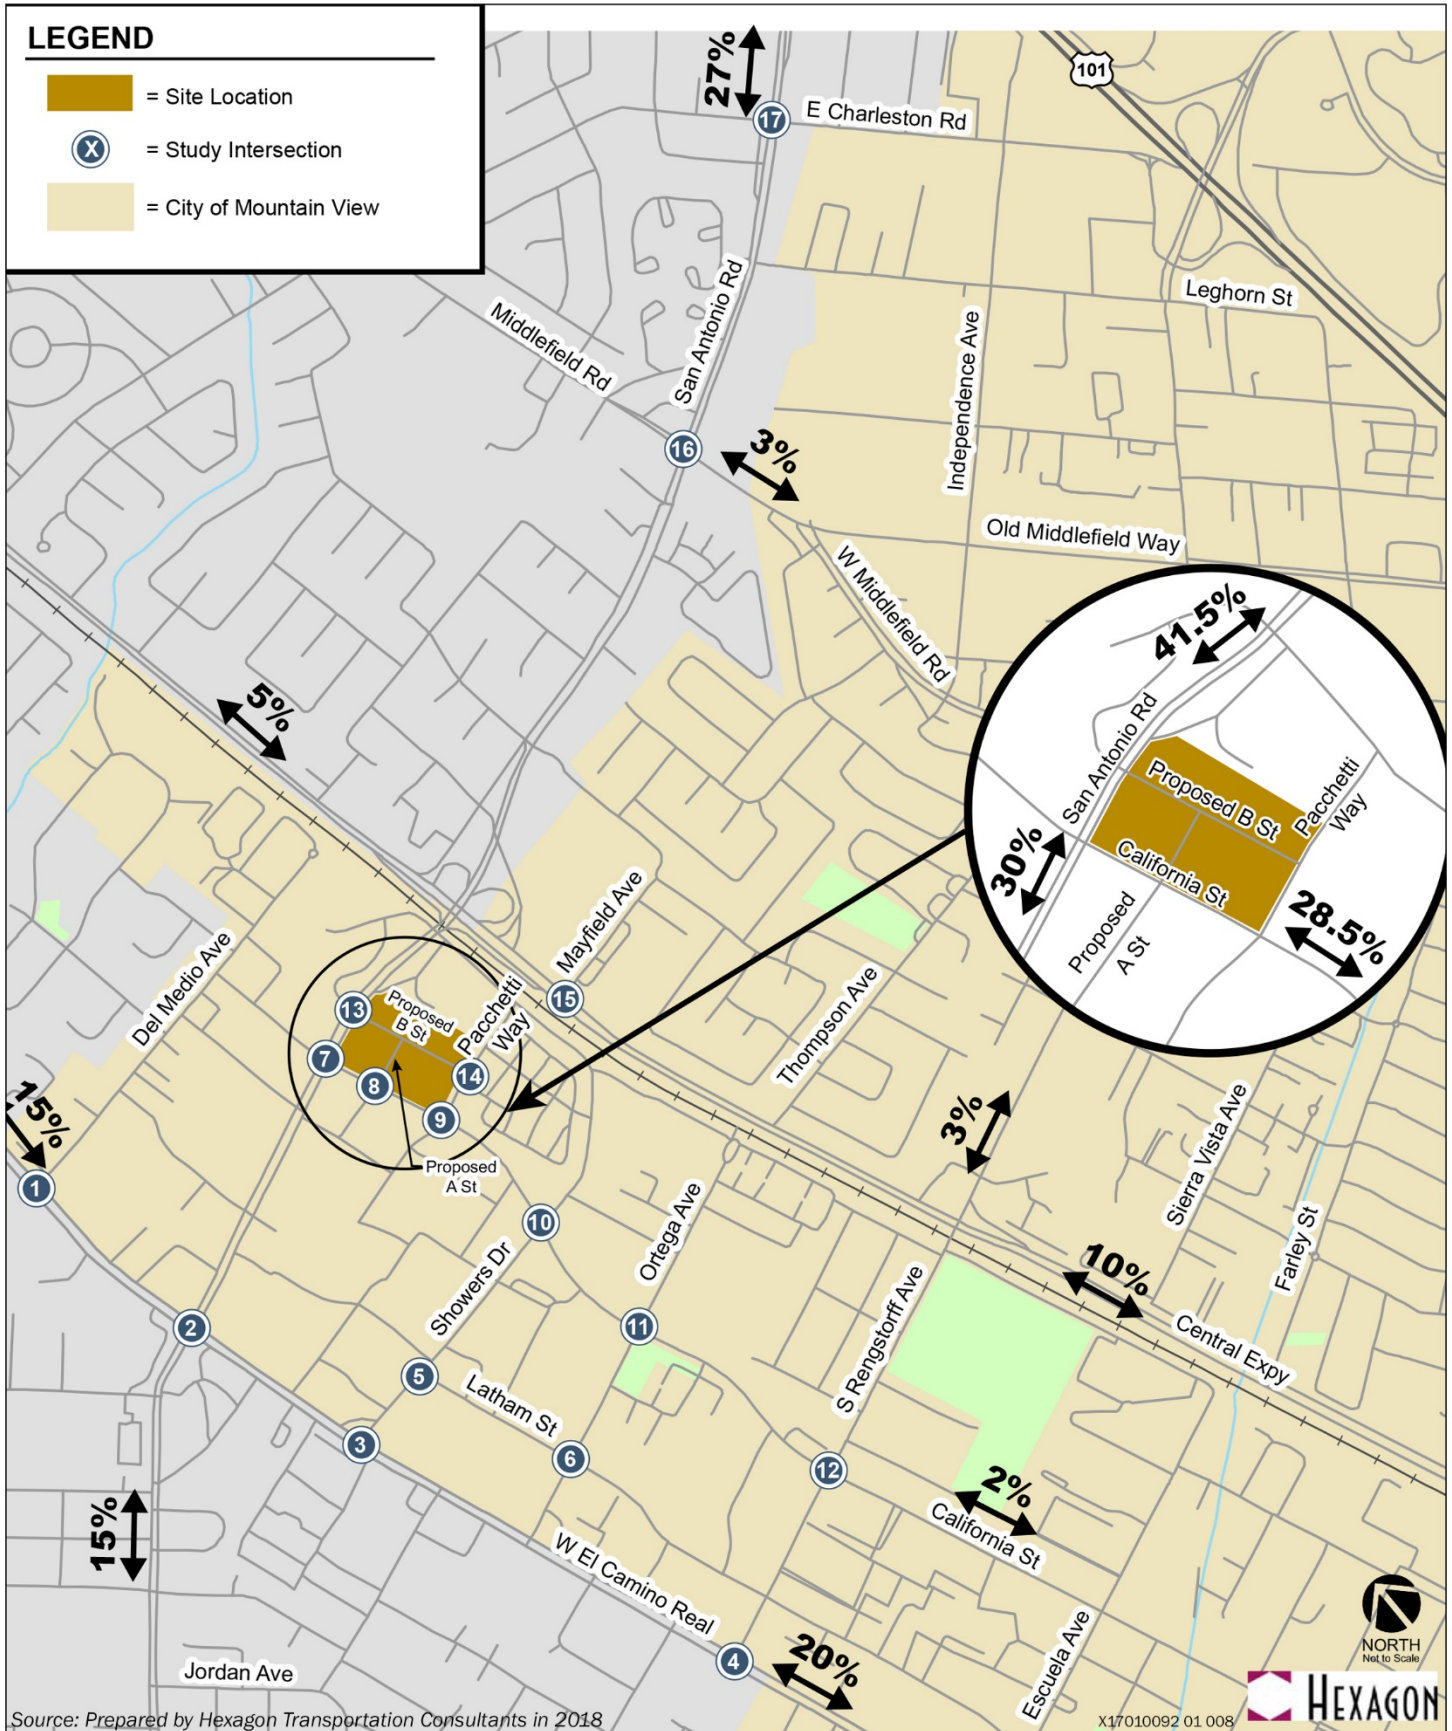 LEGEND
= Site Location
X
= Study Intersection
= City of Mountain View
27%
17
E Charleston Rd
101
Leghorn St
San Antonio Rd
Middlefield Rd
Independence Ave
16
3%
Old Middlefield Way
W Middlefield Rd
41.5%
San Antonio Rd
Proposed B St
Pacchetti
Way
California St
30%
Proposed
A St
28.5%
5%
Mayfield Ave
Del Medio Ave
15
13
Proposed
B St
Pacchetti
Way
7
8
14
9
Proposed
A St
Thompson Ave
3%
Sierra Vista Ave
Farley St
15%
1
10
Ortega Ave
Showers Dr
10%
Central Expy
2
11
S Rengstorff Ave
5
Latham St
3
6
12
2%
California St
15%
W El Camino Real
4
20%
Escuela Ave
Jordan Ave
NORTH
Not to Scale
HEXAGON
Source: Prepared by Hexagon Transportation Consultants in 2018
X17010092 01 008